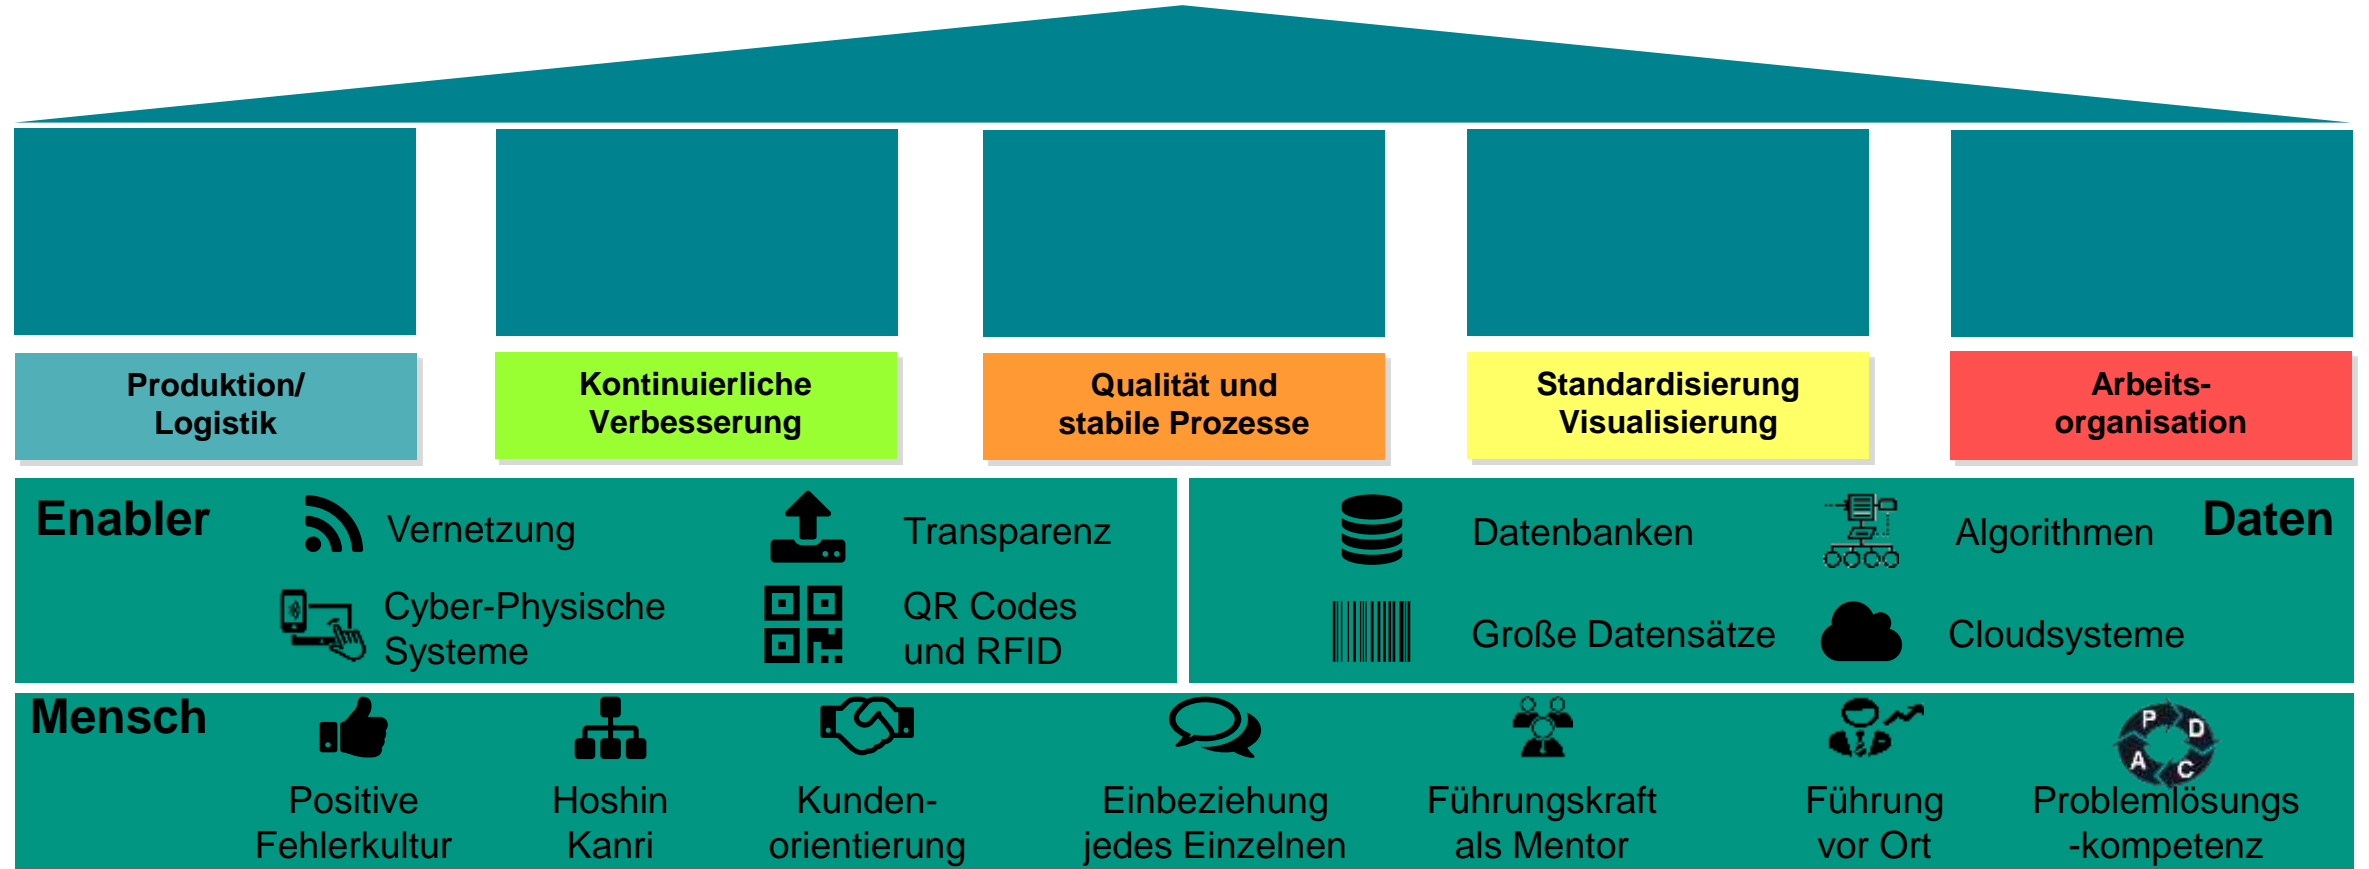 Produktion/
Logistik
Kontinuierliche
Verbesserung
Qualität und
stabile Prozesse
Standardisierung
Visualisierung
Arbeits-
organisation
Enabler
Vernetzung
Transparenz
Cyber-Physische
Systeme
QR Codes
und RFID
Datenbanken
Algorithmen
Daten
Große Datensätze
Cloudsysteme
Mensch
Positive
Fehlerkultur
Hoshin
Kanri
Kunden-
orientierung
Einbeziehung
jedes Einzelnen
Führungskraft
als Mentor
Führung
vor Ort
P D
A C
Problemlösungs
-kompetenz